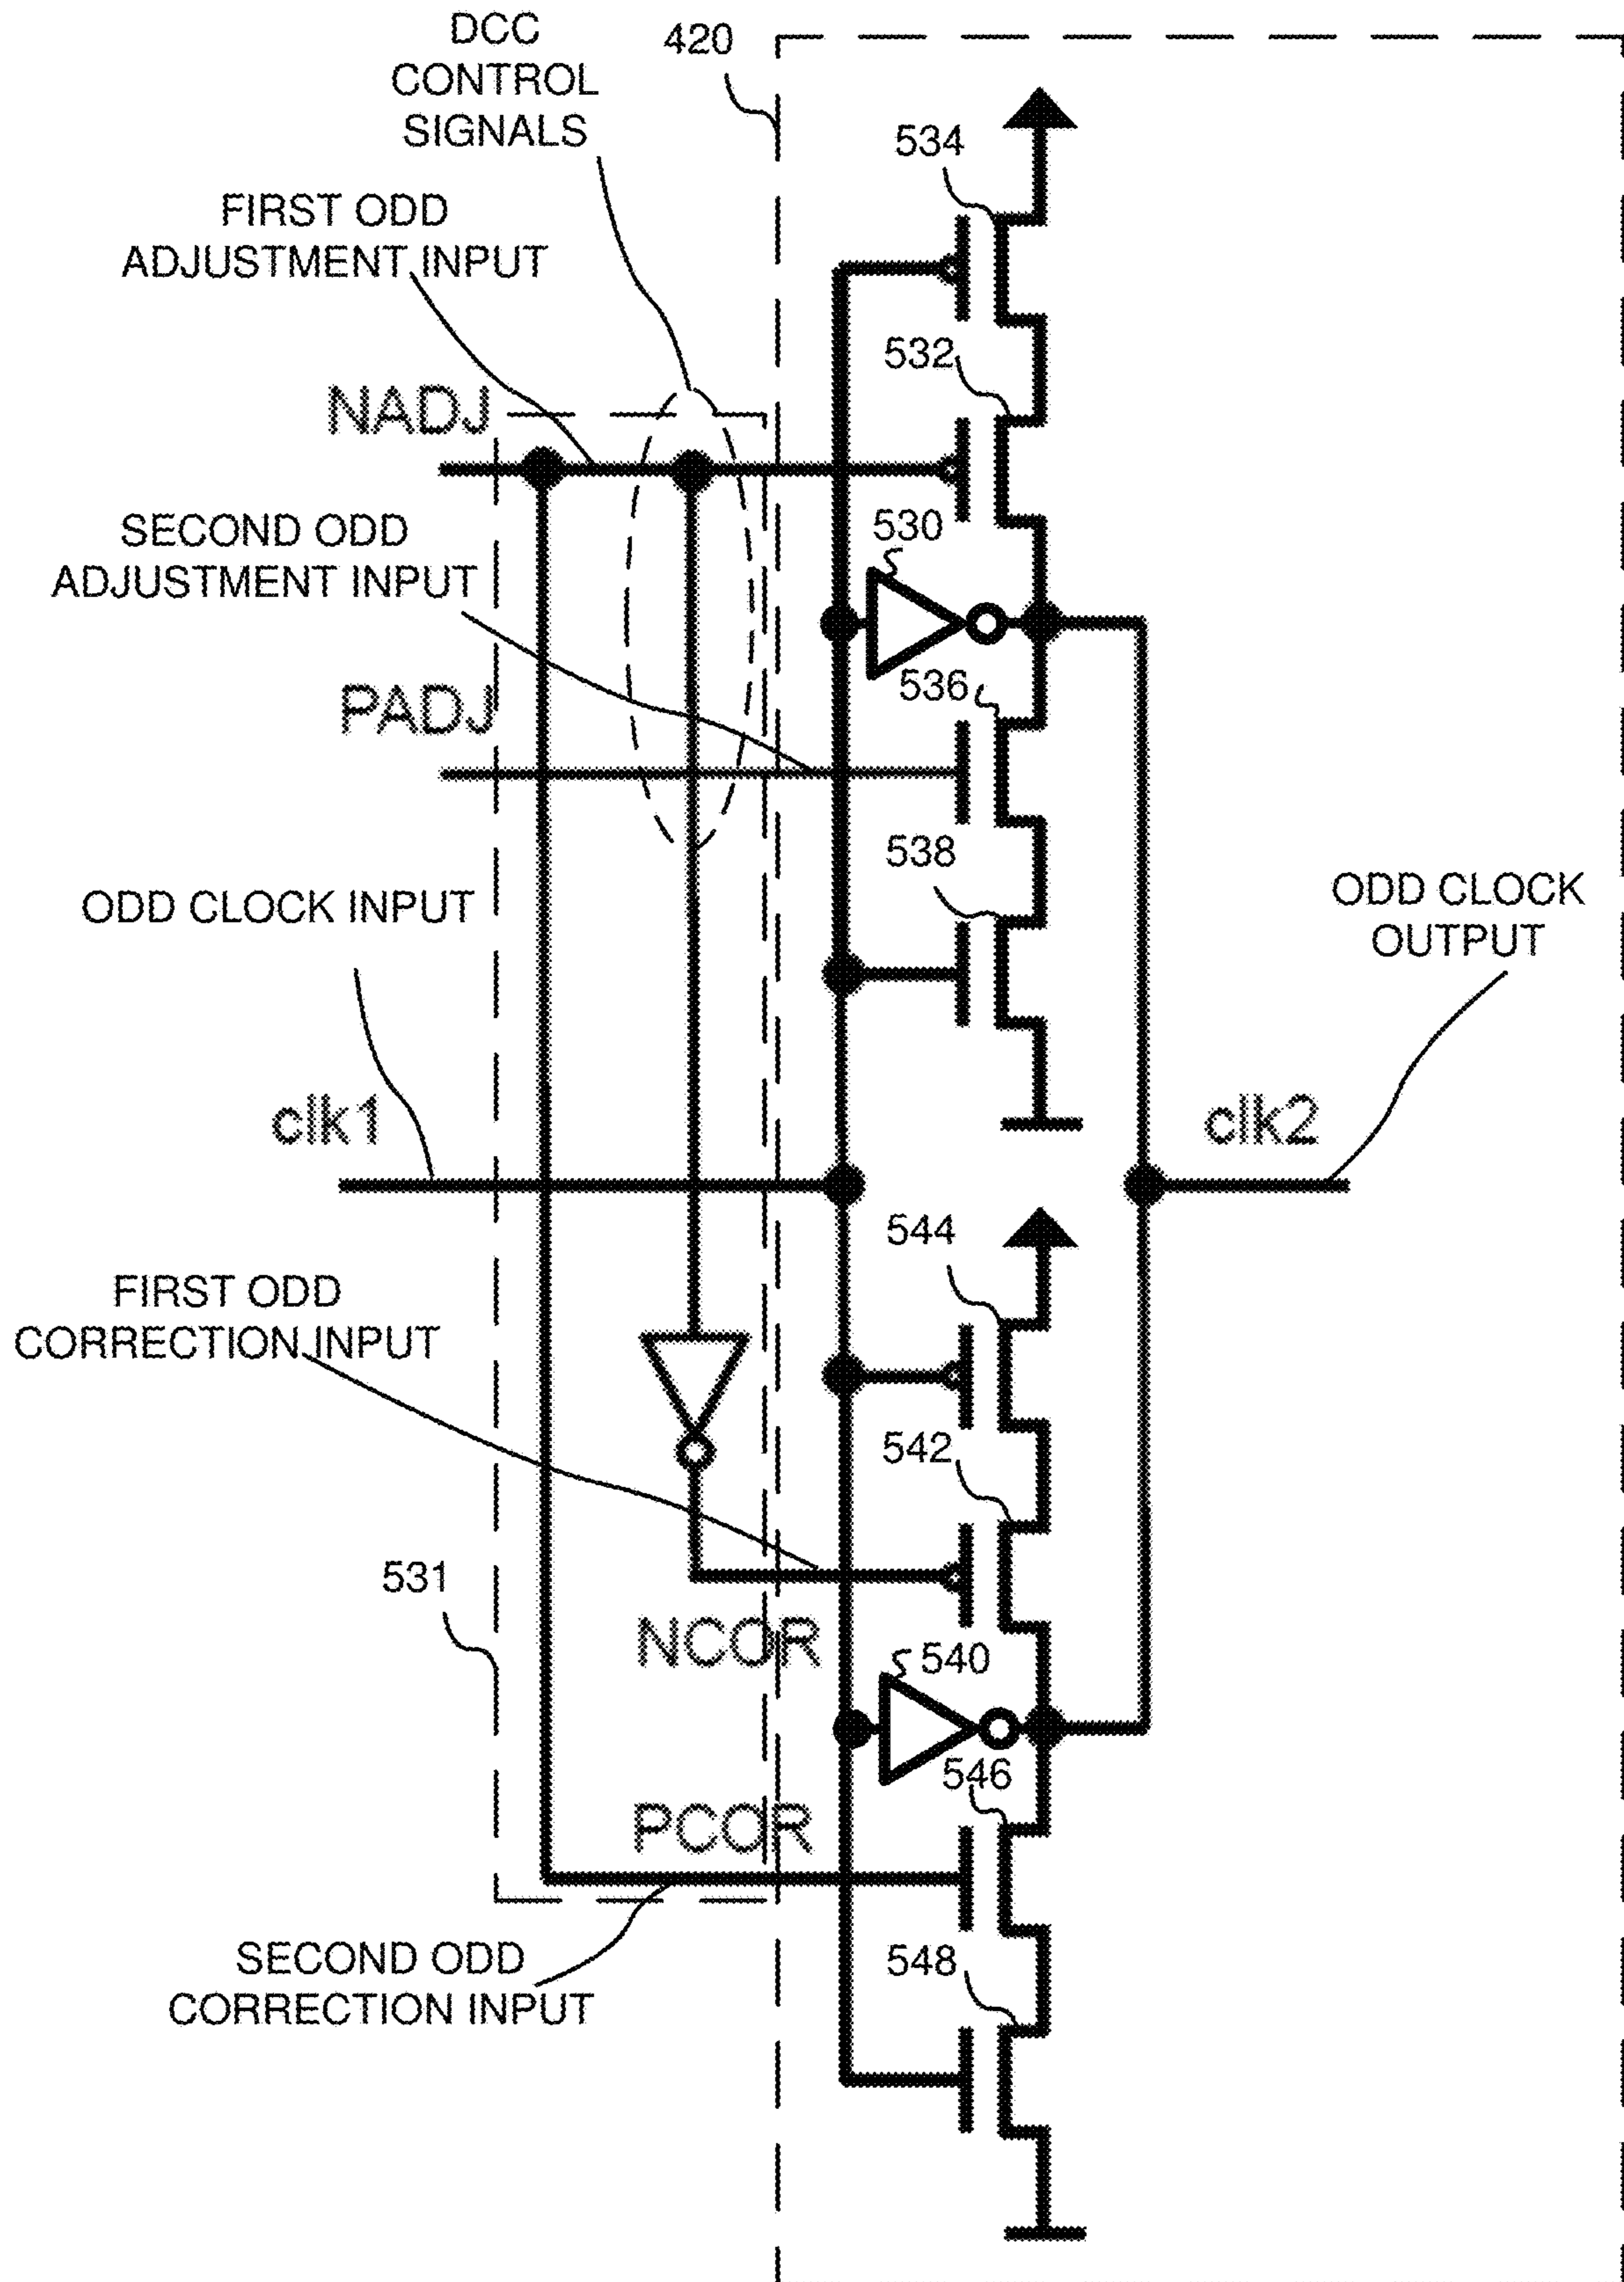 DCC
CONTROL
SIGNALS
420
534
FIRST ODD
ADJUSTMENT INPUT
532
NADJ
SECOND ODD
ADJUSTMENT INPUT
530
536
PADJ
538
ODD CLOCK INPUT
ODD CLOCK
OUTPUT
clk1
clk2
544
FIRST ODD
CORRECTION INPUT
542
531
NCOR
540
546
PCOR
SECOND ODD
CORRECTION INPUT
548